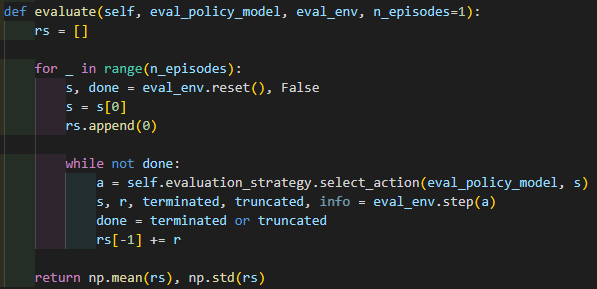 def evaluate(self, eval_policy_model, eval_env, n_episodes=1):
    rs = []

    for _ in range(n_episodes):
        s, done = eval_env.reset(), False
        s = s[0]
        rs.append(0)

        while not done:
            a = self.evaluation_strategy.select_action(eval_policy_model, s)
            s, r, terminated, truncated, info = eval_env.step(a)
            done = terminated or truncated
            rs[-1] += r

    return np.mean(rs), np.std(rs)